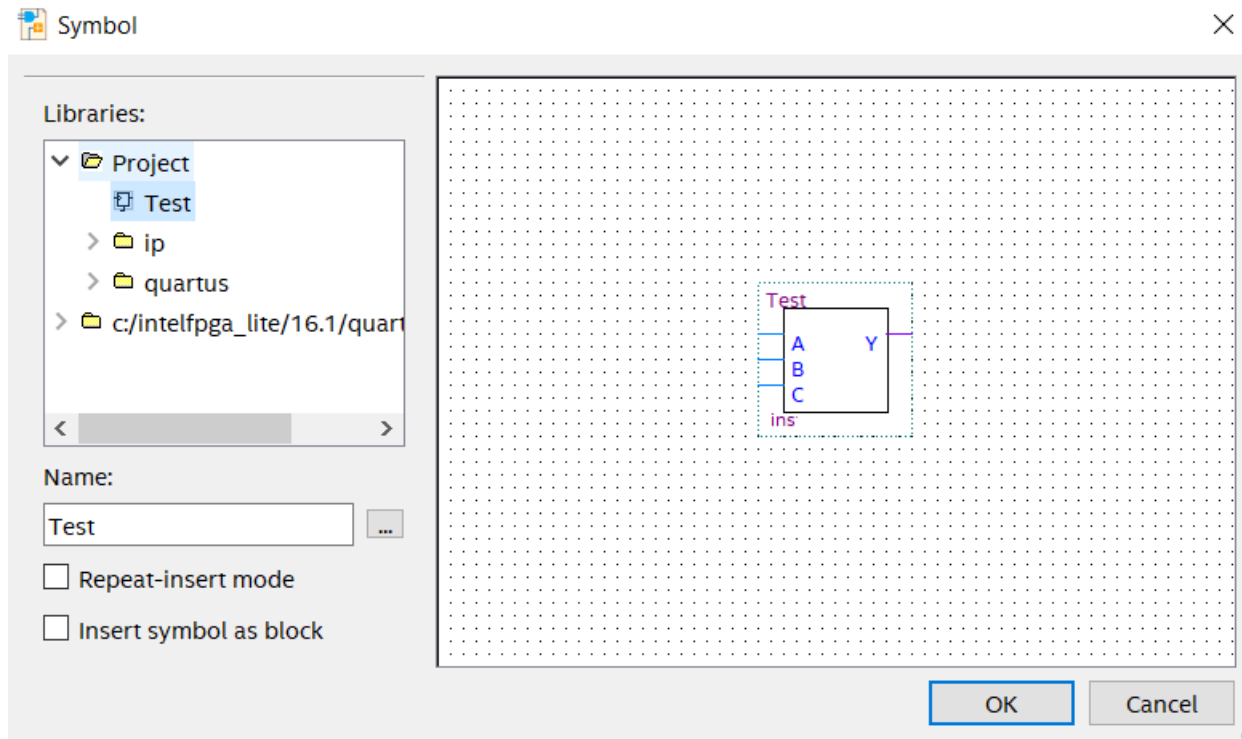 Symbol
Libraries:
Project
Test
ip
quartus
c:/intelfpga_lite/16.1/quart
Name:
Test
...
Repeat-insert mode
Insert symbol as block
Test
A Y
B
C
ins
OK Cancel